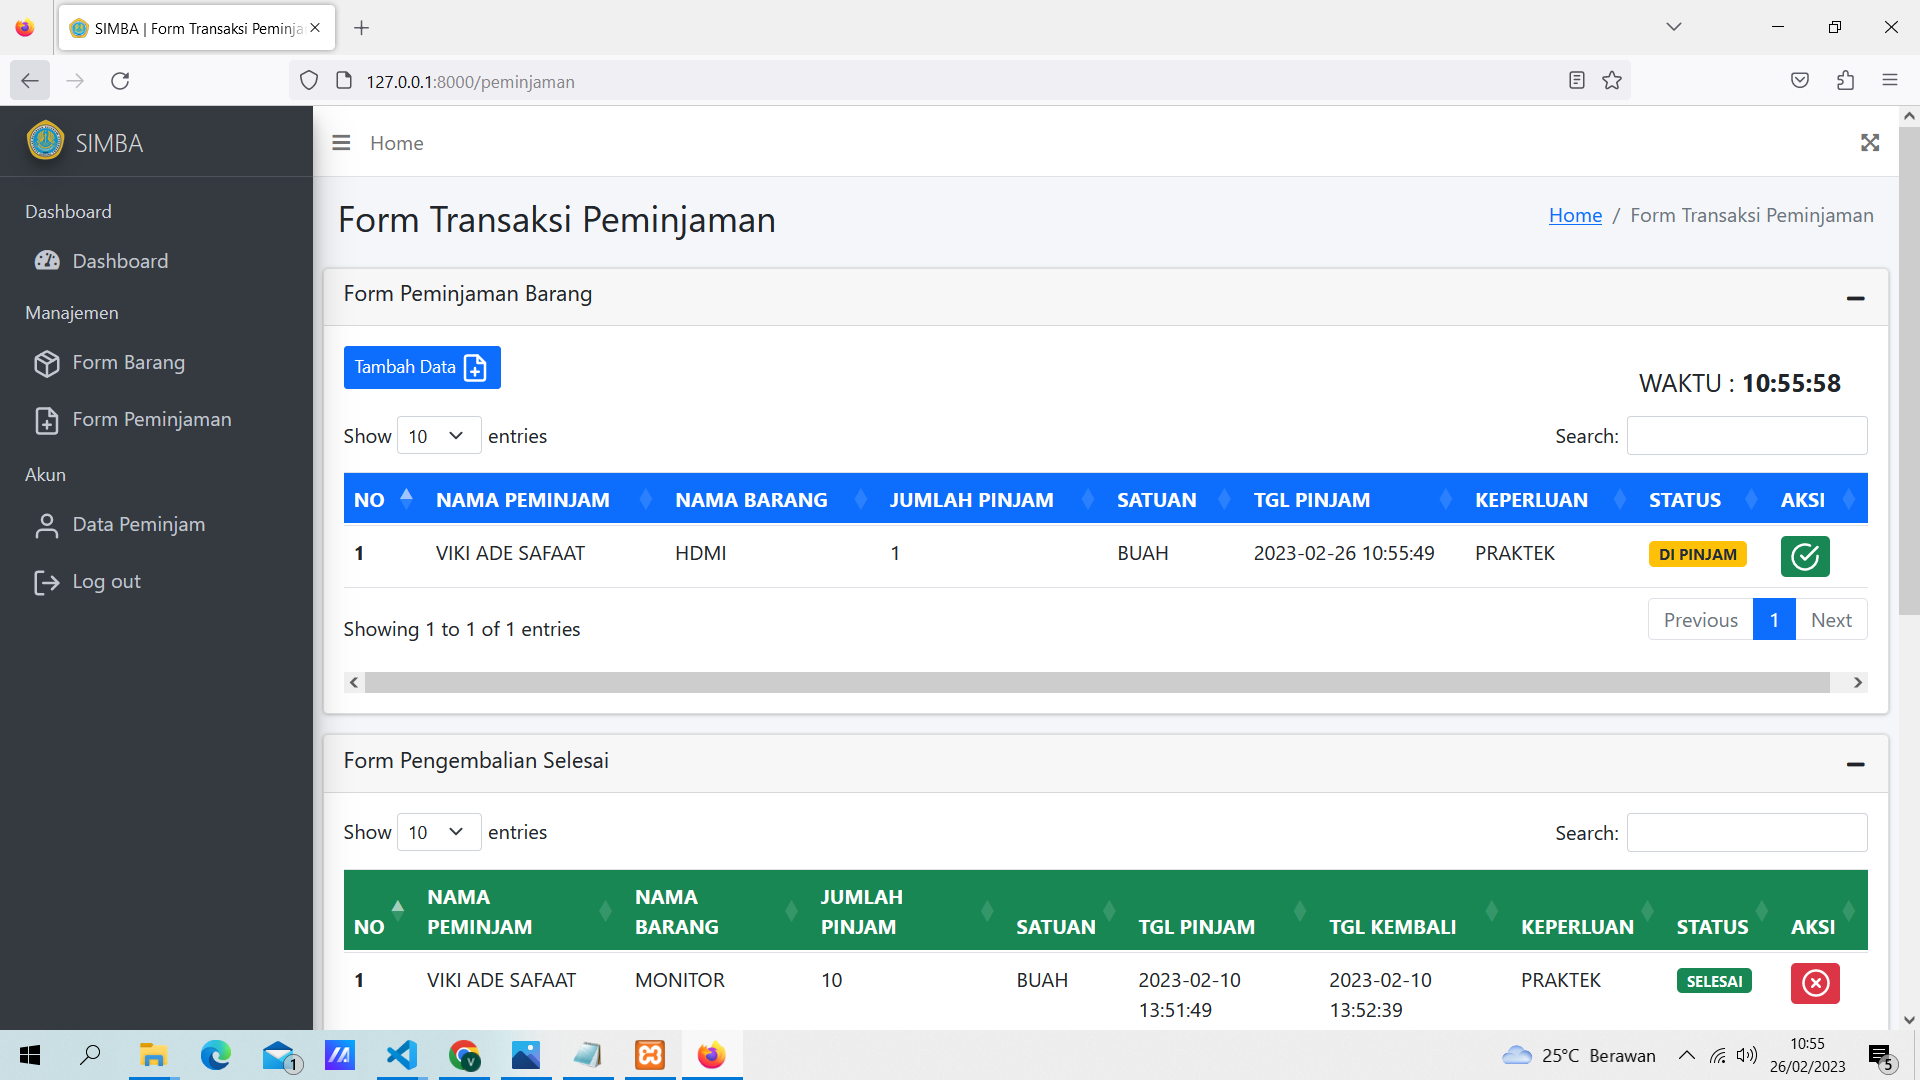 SIMBA | Form Transaksi Peminja
127.0.0.1:8000/peminjaman
SIMBA
Home
Dashboard
Dashboard
Manajemen
Form Barang
Form Peminjaman
Akun
Data Peminjam
Log out
Form Transaksi Peminjaman
Home / Form Transaksi Peminjaman
Form Peminjaman Barang
Tambah Data
WAKTU : 10:55:58
Show 10 entries
Search:
NO NAMA PEMINJAM NAMA BARANG JUMLAH PINJAM SATUAN TGL PINJAM KEPERLUAN STATUS AKSI
1 VIKI ADE SAFAAT HDMI 1 BUAH 2023-02-26 10:55:49 PRAKTEK DI PINJAM
Showing 1 to 1 of 1 entries
Previous 1 Next
Form Pengembalian Selesai
Show 10 entries
Search:
NAMA NAMA JUMLAH
NO PEMINJAM BARANG PINJAM SATUAN TGL PINJAM TGL KEMBALI KEPERLUAN STATUS AKSI
1 VIKI ADE SAFAAT MONITOR 10 BUAH 2023-02-10 2023-02-10 PRAKTEK SELESAI
13:51:49 13:52:39
1
V
25°C Berawan
10:55
26/02/2023
5